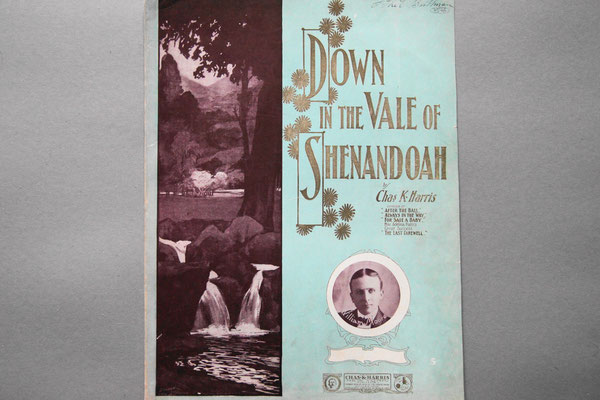 DOWN
IN THE VALE OF
SHENANDOAH
by
Chas K. Harris
AFTER THE BALL
ALWAYS IN THE WAY
FOR SALE A BABY
THE LAST FAREWELL
CHAS. K. HARRIS